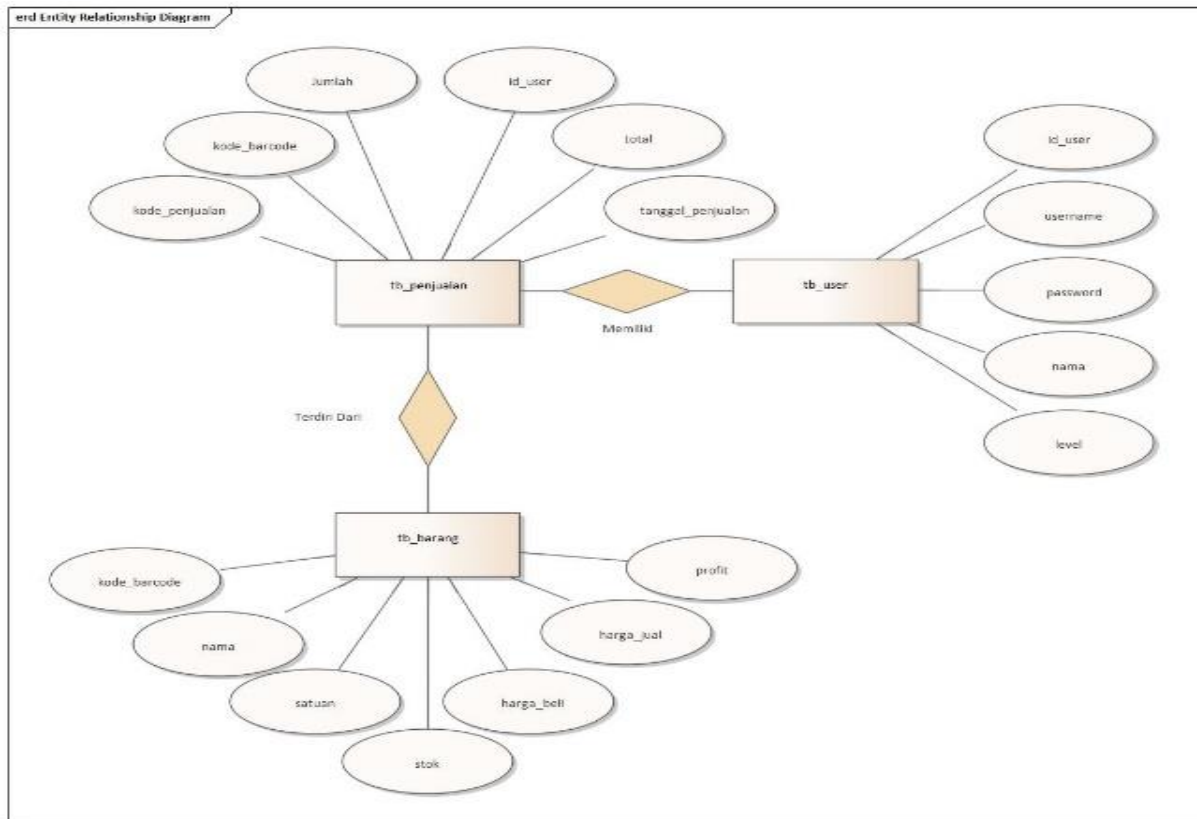 erd Entity Relationship Diagram
Jumlah
id_user
kode_barcode
total
id_user
kode_penjualan
tanggal_penjualan
username
tb_penjualan
tb_user
password
Memiliki
nama
Terdiri Dari
level
tb_barang
kode_barcode
profit
nama
harga_jual
satuan
harga_beli
stok